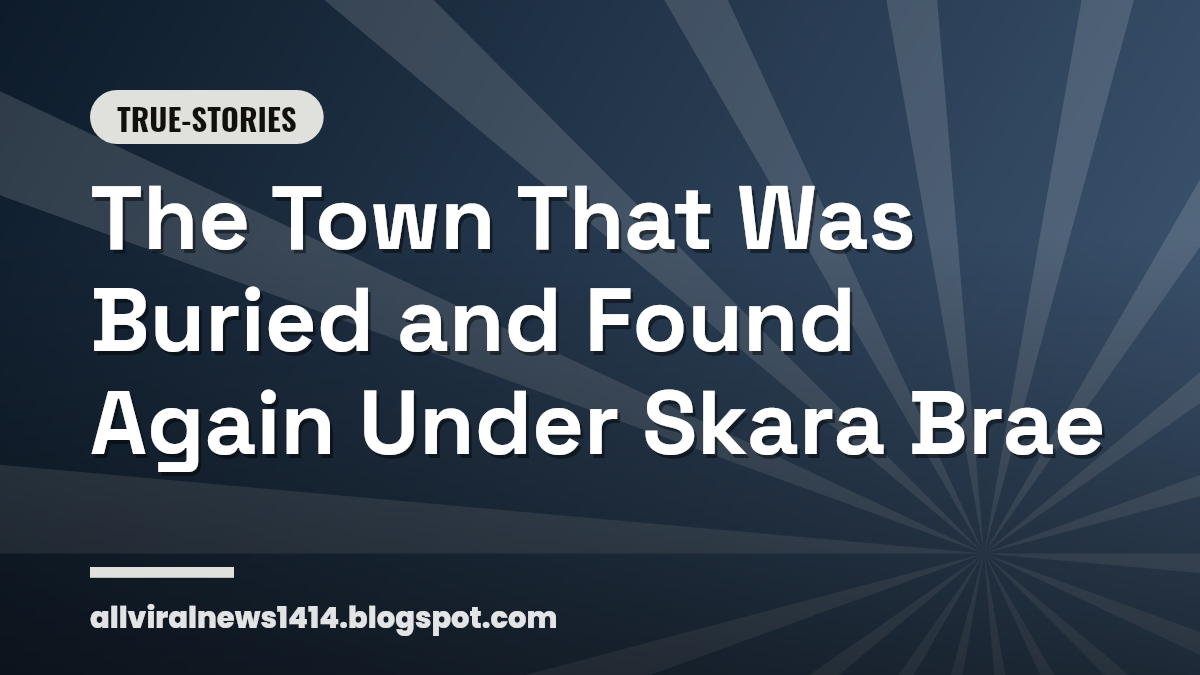 TRUE-STORIES
The Town That Was
Buried and Found
Again Under Skara Brae
allviralnews1414.blogspot.com